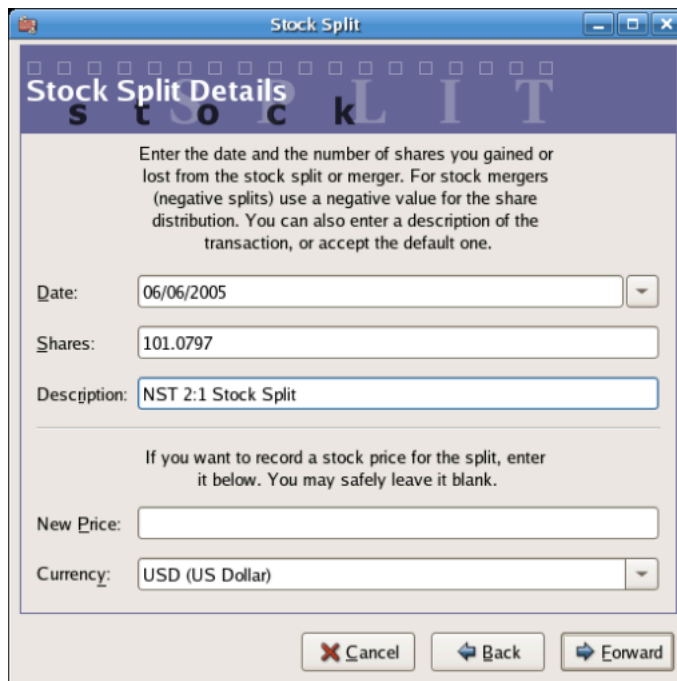 Stock Split
Stock Split Details
S P L I T
s t o c k
Enter the date and the number of shares you gained or
lost from the stock split or merger. For stock mergers
(negative splits) use a negative value for the share
distribution. You can also enter a description of the
transaction, or accept the default one.
Date: 06/06/2005
Shares: 101.0797
Description: NST 2:1 Stock Split
If you want to record a stock price for the split, enter
it below. You may safely leave it blank.
New Price:
Currency: USD (US Dollar)
Cancel Back Forward